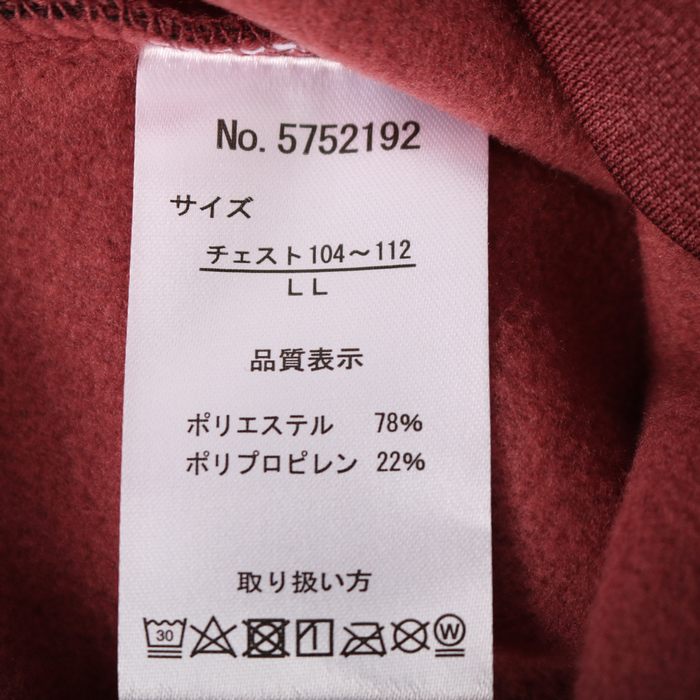 No. 5752192
サイズ
チェスト104～112
LL
品質表示
ポリエステル 78%
ポリプロピレン 22%
取り扱い方
30 W